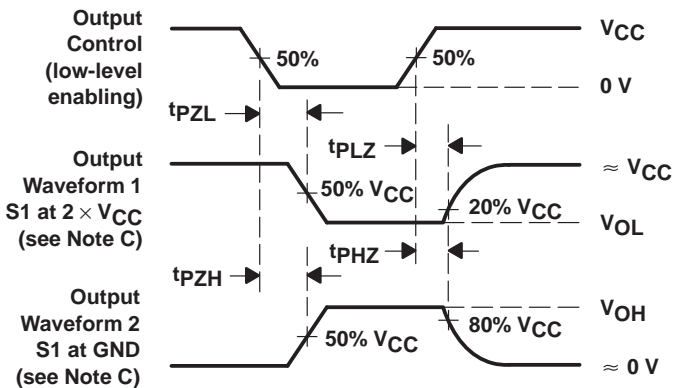 Output
Control
(low-level
enabling)
50%
50%
VCC
0 V
tPZL
tPLZ
Output
Waveform 1
S1 at 2 × VCC
(see Note C)
50% VCC
20% VCC
≈ VCC
VOL
tPZH
tPHZ
Output
Waveform 2
S1 at GND
(see Note C)
50% VCC
80% VCC
VOH
≈ 0 V